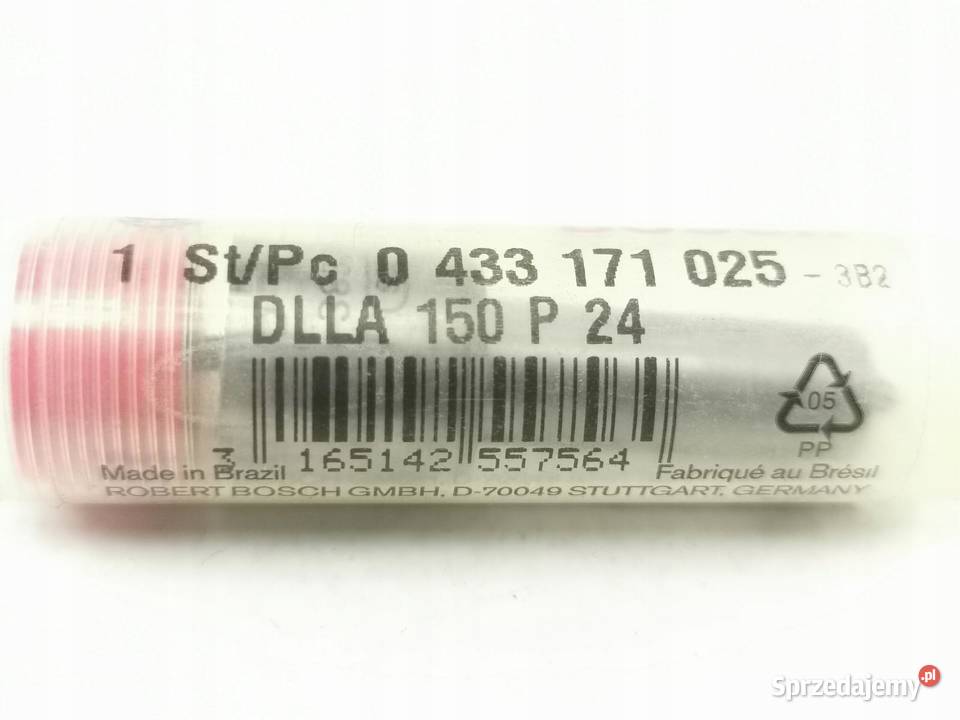 1 St/Pc 0 433 171 025 - 3B2
DLLA 150 P 24
3 165142 557564
05
PP
Made in Brazil
Fabriqué au Brésil
ROBERT BOSCH GMBH, D-70049 STUTTGART, GERMANY
Sprzedajemy.pl